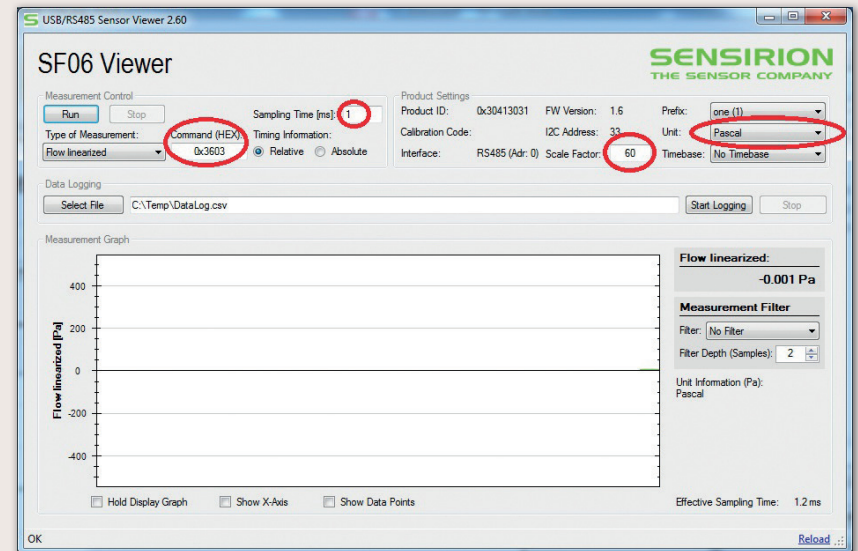 USB/RS485 Sensor Viewer 2.60
SF06 Viewer
SENSIRION
THE SENSOR COMPANY
Measurement Control
Run Stop Sampling Time [ms]: 1
Type of Measurement: Command (HEX): Timing Information:
Flow linearized 0x3603 Relative Absolute
Product Settings
Product ID: 0x30413031 FW Version: 1.6 Prefix: one (1)
Calibration Code: I2C Address: 33 Unit: Pascal
Interface: RS485 (Adr: 0) Scale Factor: 60 Timebase: No Timebase
Data Logging
Select File C:\Temp\DataLog.csv Start Logging Stop
Measurement Graph
Flow linearized [Pa]
400
200
0
-200
-400
Flow linearized:
-0.001 Pa
Measurement Filter
Filter: No Filter
Filter Depth (Samples): 2
Unit Information (Pa):
Pascal
Hold Display Graph Show X-Axis Show Data Points Effective Sampling Time: 1.2 ms
OK Reload